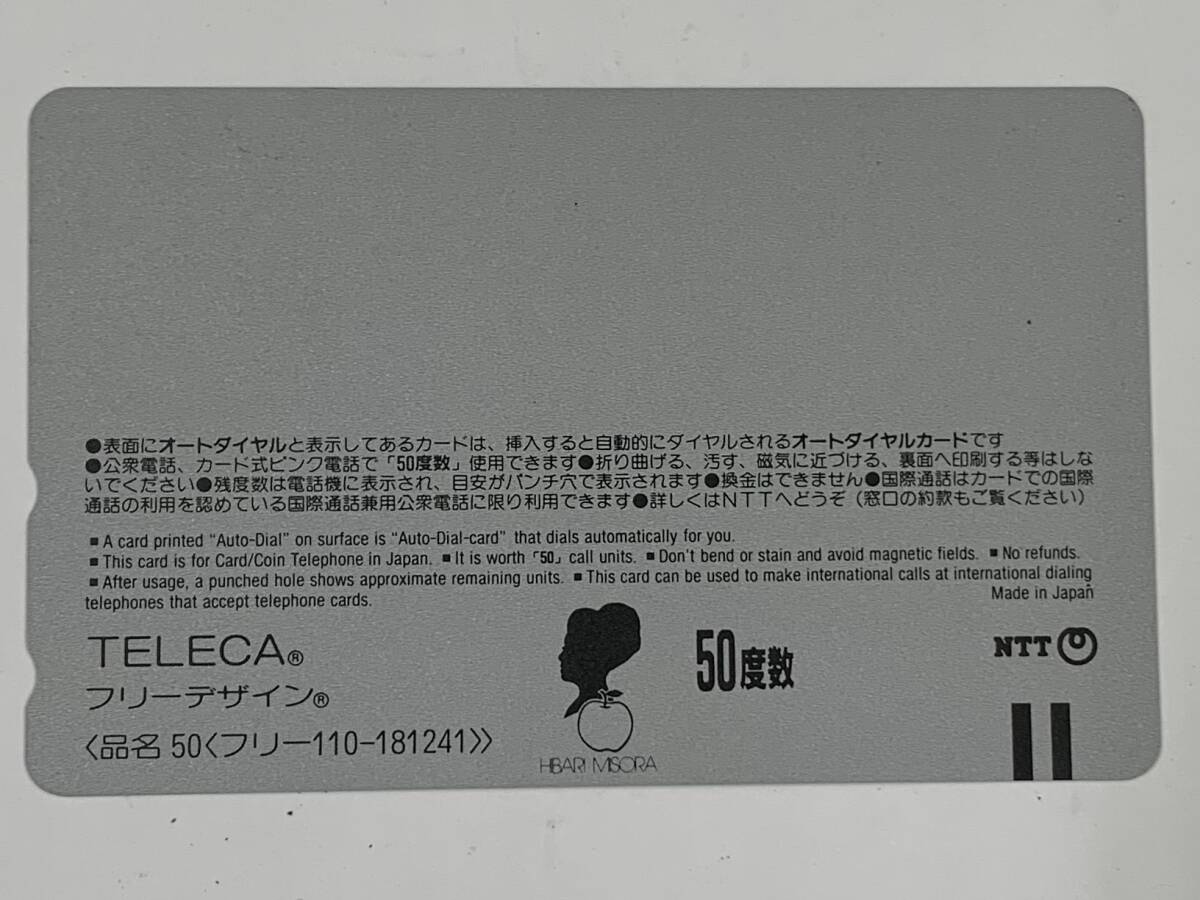 ●表面にオートダイヤルと表示してあるカードは、挿入すると自動的にダイヤルされるオートダイヤルカードです
●公衆電話、カード式ピンク電話で「50度数」使用できます●折り曲げる、汚す、磁気に近づける、裏面へ印刷する等はしな
いでください●残度数は電話機に表示され、目安がパンチ穴で表示されます●換金はできません●国際通話はカードでの国際
通話の利用を認めている国際通話兼用公衆電話に限り利用できます●詳しくはNTTへどうぞ（窓口の約款もご覧ください）
■ A card printed “Auto-Dial” on surface is “Auto-Dial-card” that dials automatically for you.
■ This card is for Card/Coin Telephone in Japan. ■ It is worth「50」call units. ■ Don't bend or stain and avoid magnetic fields. ■ No refunds.
■ After usage, a punched hole shows approximate remaining units. ■ This card can be used to make international calls at international dialing
telephones that accept telephone cards.
Made in Japan
TELECA®
フリーデザイン®
〈品名 50〈フリー110-181241〉〉
HIBARI MISORA
50度数
NTT